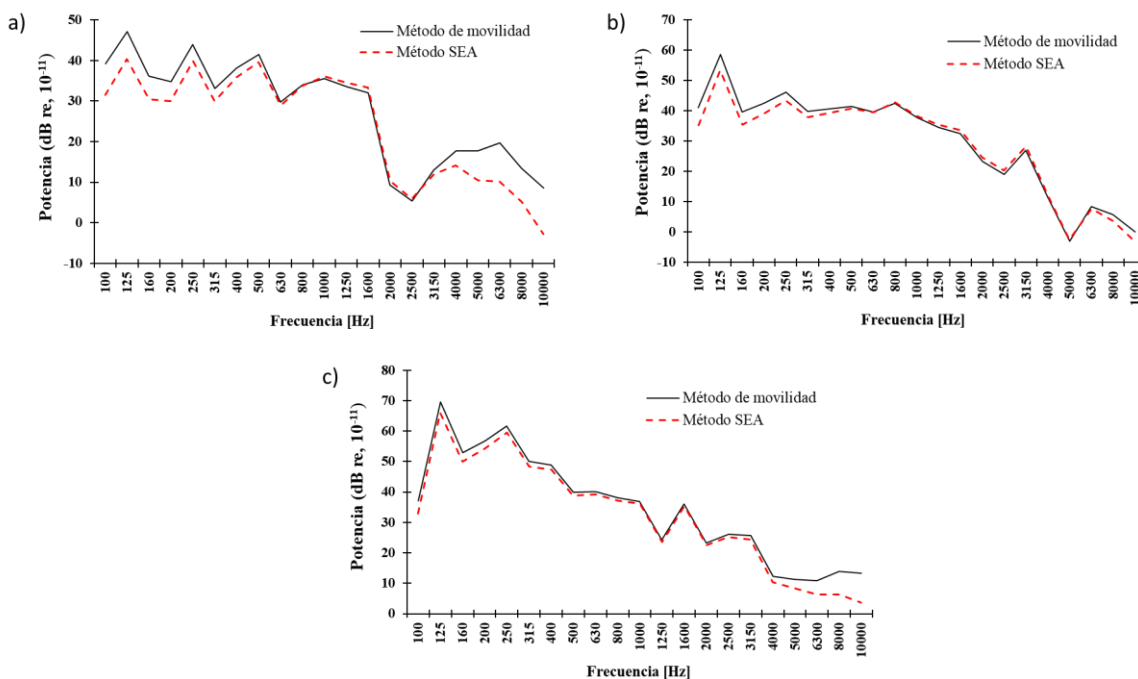 a)
Potencia (dB re, 10⁻¹¹)
50
40
30
20
10
0
-10
Método de movilidad
Método SEA
100 125 160 200 250 315 400 500 630 800 1000 1250 1600 2000 2500 3150 4000 5000 6300 8000 10000
Frecuencia [Hz]
b)
Potencia (dB re, 10⁻¹¹)
70
60
50
40
30
20
10
0
-10
Método de movilidad
Método SEA
100 125 160 200 250 315 400 500 630 800 1000 1250 1600 2000 2500 3150 4000 5000 6300 8000 10000
Frecuencia [Hz]
c)
Potencia (dB re, 10⁻¹¹)
80
70
60
50
40
30
20
10
0
Método de movilidad
Método SEA
100 125 160 200 250 315 400 500 630 800 1000 1250 1600 2000 2500 3150 4000 5000 6300 8000 10000
Frecuencia [Hz]